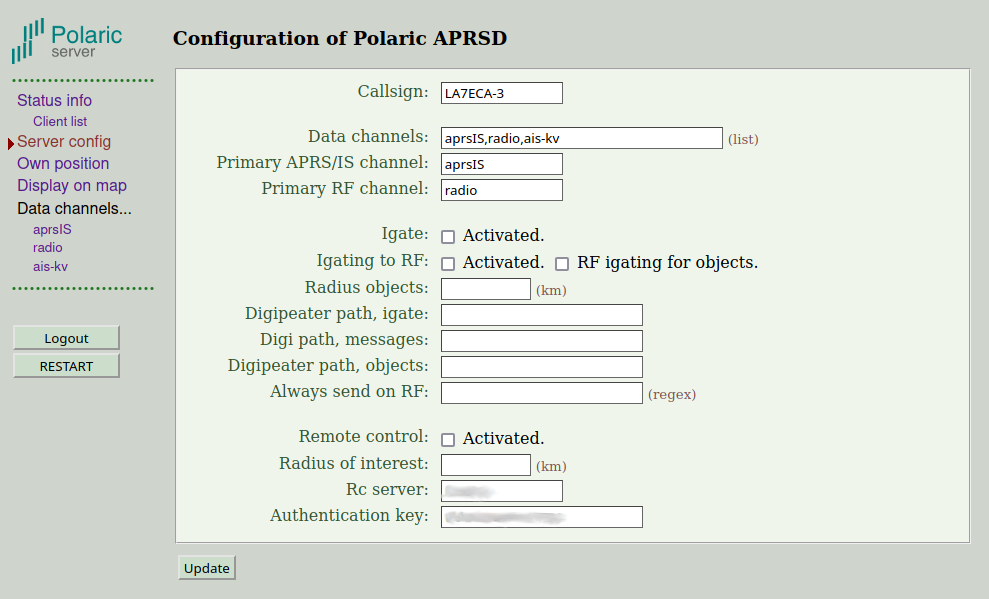 Polaric
server
Status info
Client list
Server config
Own position
Display on map
Data channels...
aprsIS
radio
ais-kv
Logout
RESTART
Configuration of Polaric APRSD
Callsign: LA7ECA-3
Data channels: aprsIS,radio,ais-kv (list)
Primary APRS/IS channel: aprsIS
Primary RF channel: radio
Igate: Activated.
Igating to RF: Activated. RF igating for objects.
Radius objects: (km)
Digipeater path, igate:
Digi path, messages:
Digipeater path, objects:
Always send on RF: (regex)
Remote control: Activated.
Radius of interest: (km)
Rc server:
Authentication key:
Update